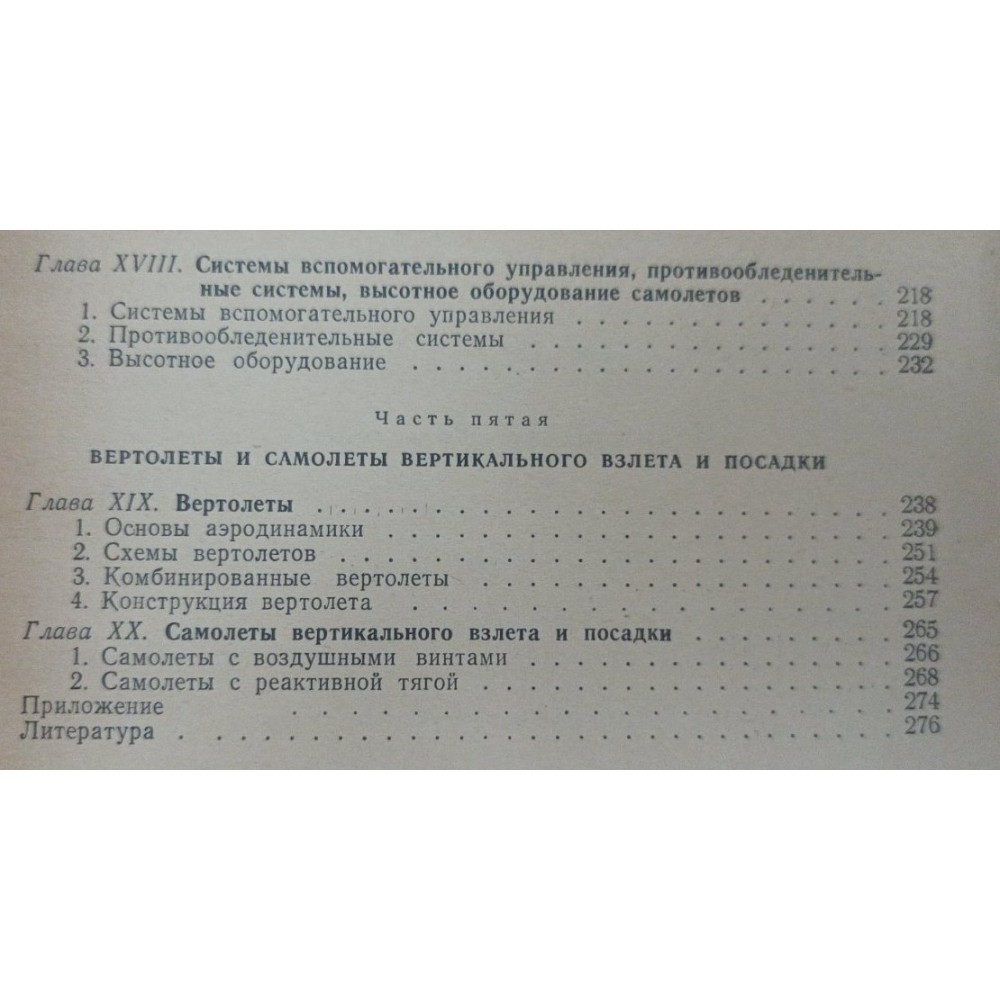 Глава XVIII. Системы вспомогательного управления, противообледенитель-
ные системы, высотное оборудование самолетов . . . . . . 218
1. Системы вспомогательного управления . . . . . . . . . . . . . 218
2. Противообледенительные системы . . . . . . . . . . . . . . . 229
3. Высотное оборудование . . . . . . . . . . . . . . . . . . . . 232
Часть пятая
ВЕРТОЛЕТЫ И САМОЛЕТЫ ВЕРТИКАЛЬНОГО ВЗЛЕТА И ПОСАДКИ
Глава XIX. Вертолеты . . . . . . . . . . . . . . . . . . . . . . . 238
1. Основы аэродинамики . . . . . . . . . . . . . . . . . . . . . 239
2. Схемы вертолетов . . . . . . . . . . . . . . . . . . . . . . . 251
3. Комбинированные вертолеты . . . . . . . . . . . . . . . . . 254
4. Конструкция вертолета . . . . . . . . . . . . . . . . . . . . 257
Глава XX. Самолеты вертикального взлета и посадки . . . . . . . . 265
1. Самолеты с воздушными винтами . . . . . . . . . . . . . . . 266
2. Самолеты с реактивной тягой . . . . . . . . . . . . . . . . . 268
Приложение . . . . . . . . . . . . . . . . . . . . . . . . 274
Литература . . . . . . . . . . . . . . . . . . . . . . . . . . . . 276